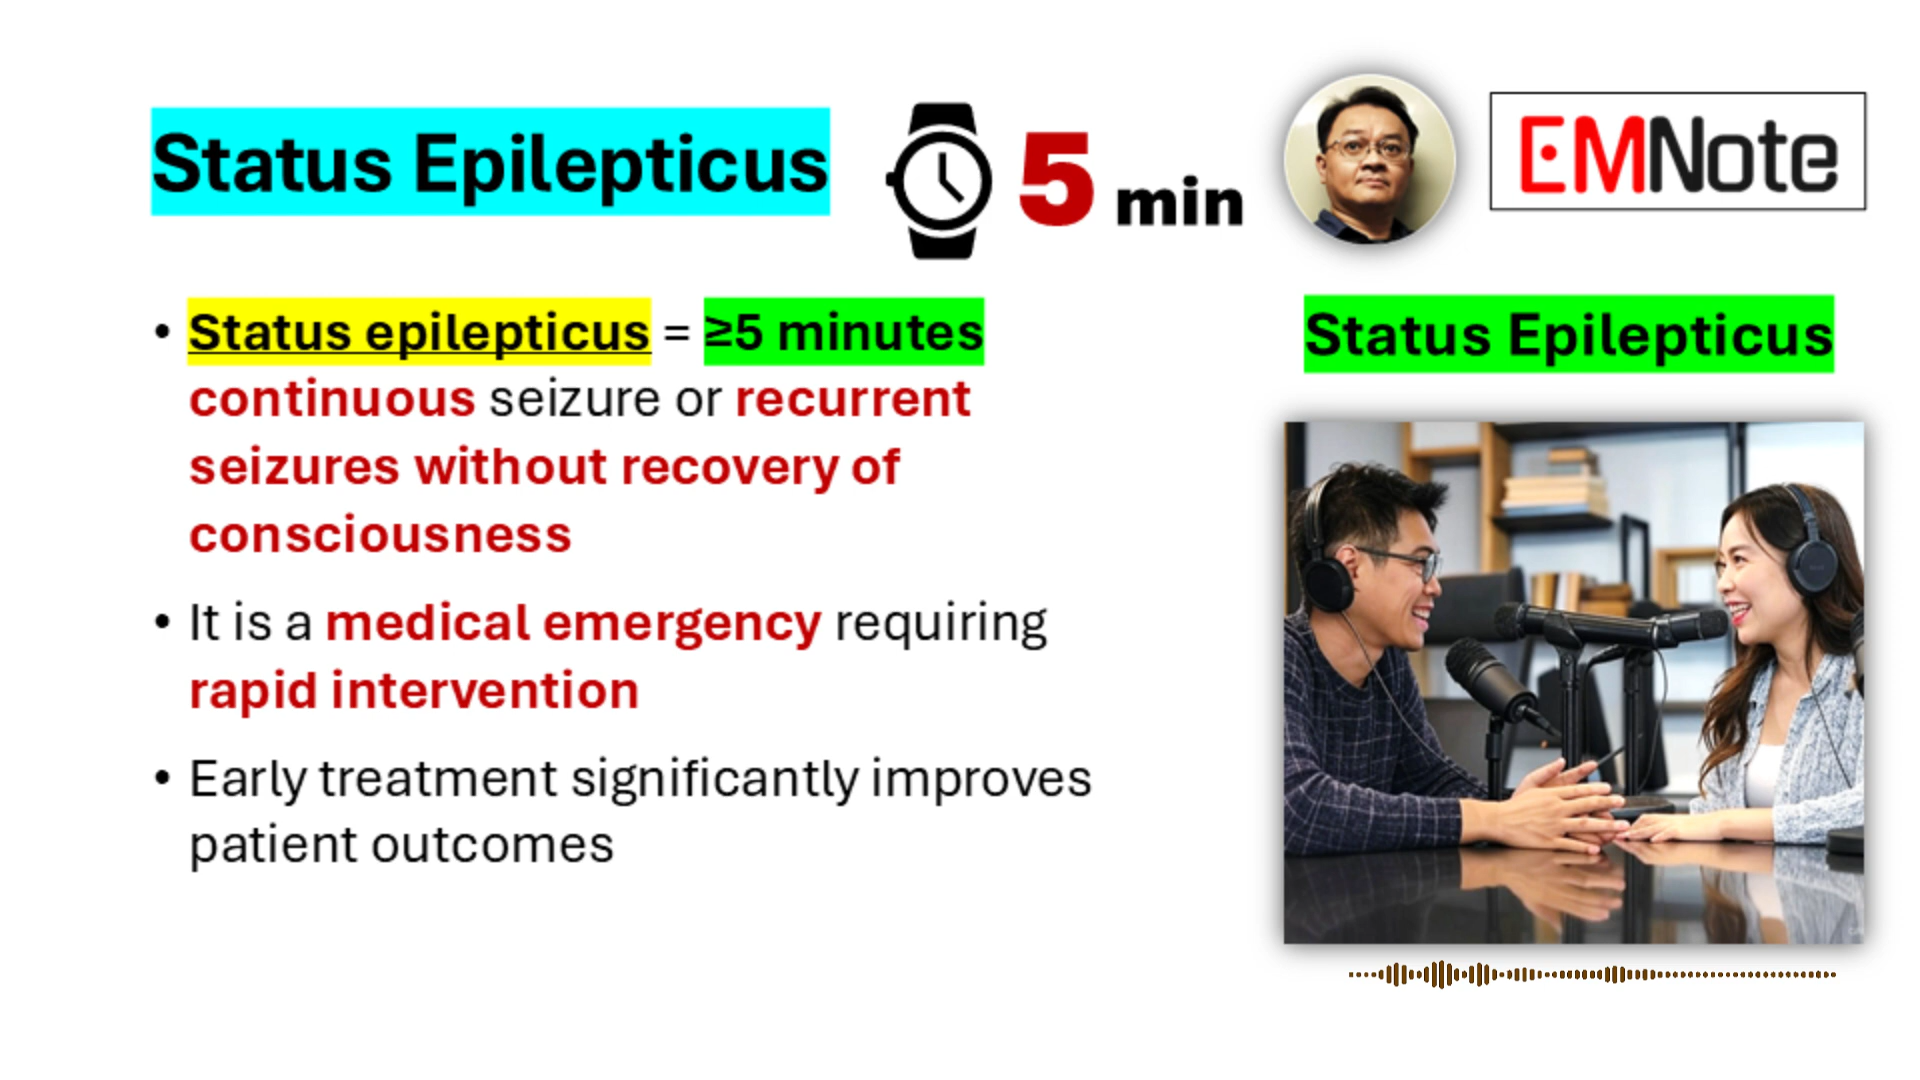 Status Epilepticus
5 min
EMNote
• Status epilepticus = ≥5 minutes
continuous seizure or recurrent
seizures without recovery of
consciousness
• It is a medical emergency requiring
rapid intervention
• Early treatment significantly improves
patient outcomes
Status Epilepticus